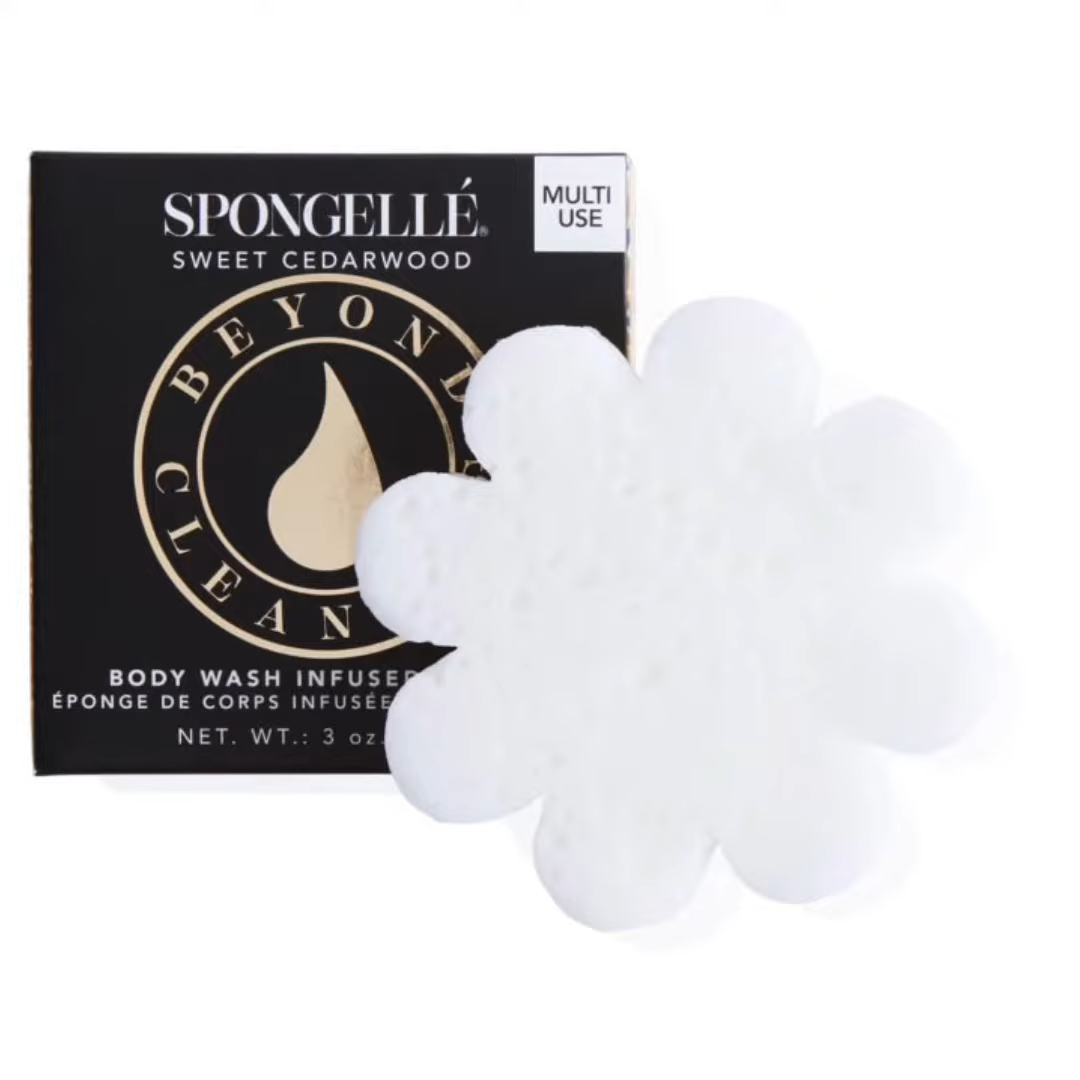 SPONGELLÉ®
MULTI
USE
SWEET CEDARWOOD
BEYOND
CLEAN
BODY WASH INFUSED
ÉPONGE DE CORPS INFUSÉE
NET. WT.: 3 oz.